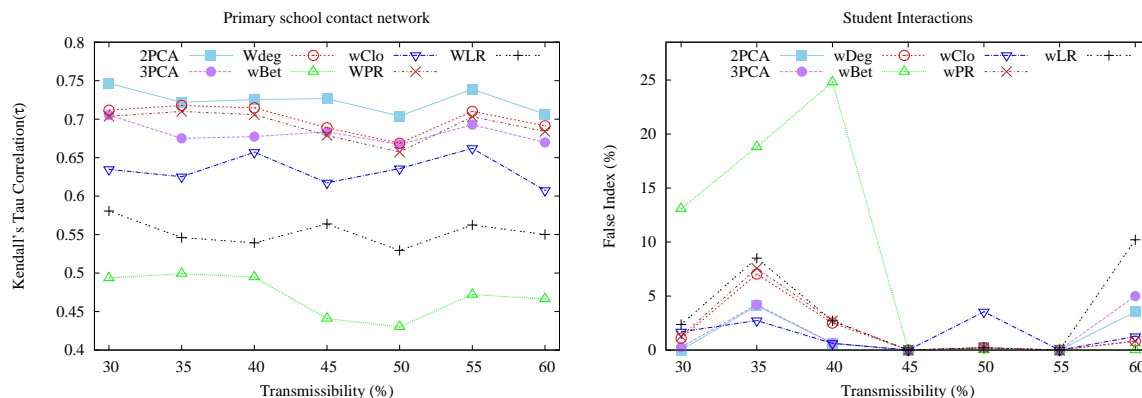 Primary school contact network
Kendall's Tau Correlation(τ)
0.8
0.75
0.7
0.65
0.6
0.55
0.5
0.45
0.4
2PCA Wdeg wClo WLR
3PCA wBet WPR
30 35 40 45 50 55 60
Transmissibility (%)
Student Interactions
False Index (%)
25
20
15
10
5
0
2PCA wDeg wClo wLR
3PCA wBet wPR
30 35 40 45 50 55 60
Transmissibility (%)